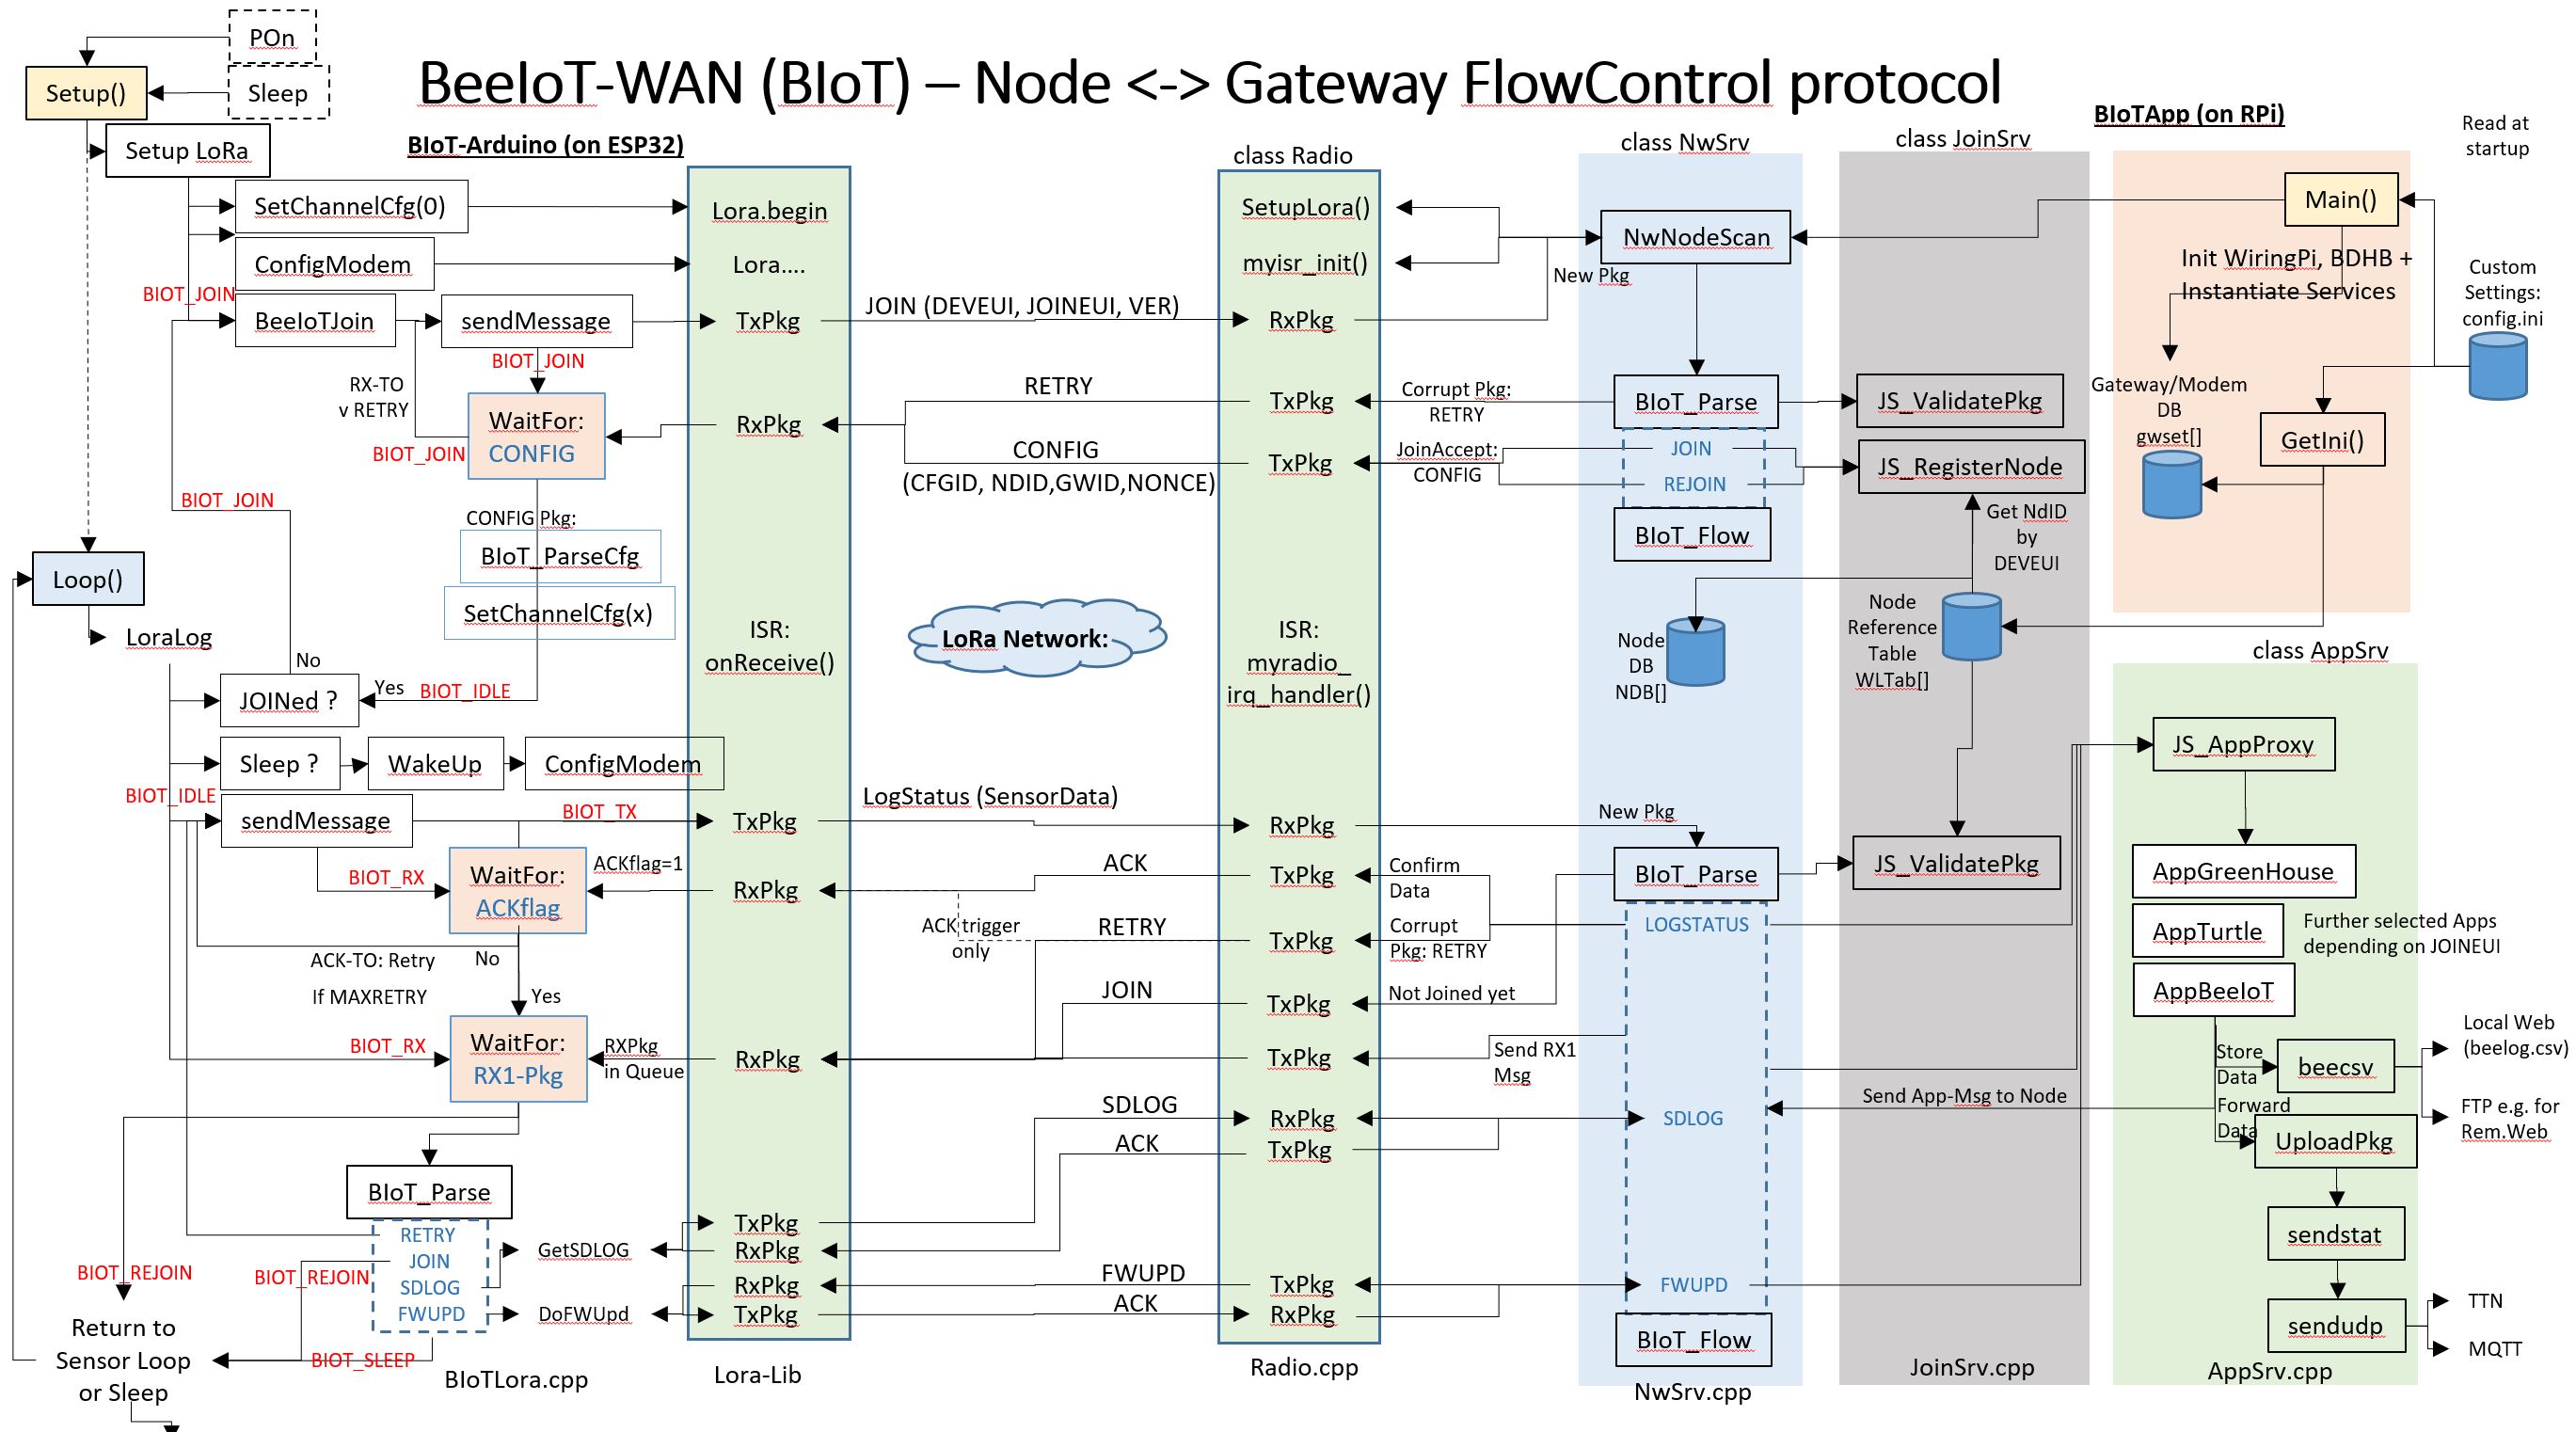 POn
Sleep
Setup()
BeeIoT-WAN (BIoT) – Node <-> Gateway FlowControl protocol
Setup LoRa
BIoT-Arduino (on ESP32)
class Radio
class NwSrv
class JoinSrv
BIoTApp (on RPi)
Read at
startup
SetChannelCfg(0)
Lora.begin
SetupLora()
NwNodeScan
Main()
ConfigModem
Lora....
myisr_init()
New Pkg
Init WiringPi, BDHB +
Instantiate Services
Custom
Settings:
config.ini
BIOT_JOIN
BeeIoTJoin
sendMessage
TxPkg
JOIN (DEVEUI, JOINEUI, VER)
RxPkg
BIOT_JOIN
RX-TO
v RETRY
WaitFor:
CONFIG
BIOT_JOIN
RxPkg
RETRY
TxPkg
Corrupt Pkg:
RETRY
BIoT_Parse
JS_ValidatePkg
Gateway/Modem
DB
gwset[]
GetIni()
CONFIG
(CFGID, NDID,GWID,NONCE)
TxPkg
JoinAccept:
CONFIG
JOIN
REJOIN
JS_RegisterNode
BIOT_JOIN
CONFIG Pkg:
BIoT_ParseCfg
BIoT_Flow
Get NdID
by
DEVEUI
Loop()
SetChannelCfg(x)
LoraLog
ISR:
onReceive()
LoRa Network:
ISR:
myradio_
irq_handler()
Node
DB
NDB[]
Node
Reference
Table
WLTab[]
class AppSrv
No
JOINed ?
Yes
BIOT_IDLE
Sleep ?
WakeUp
ConfigModem
JS_AppProxy
BIOT_IDLE
sendMessage
BIOT_TX
TxPkg
LogStatus (SensorData)
RxPkg
New Pkg
BIOT_RX
WaitFor:
ACKflag
ACKflag=1
RxPkg
ACK
TxPkg
Confirm
Data
BIoT_Parse
JS_ValidatePkg
AppGreenHouse
ACK trigger
only
RETRY
TxPkg
Corrupt
Pkg: RETRY
LOGSTATUS
AppTurtle
Further selected Apps
depending on JOINEUI
ACK-TO: Retry
No
If MAXRETRY
Yes
JOIN
TxPkg
Not Joined yet
AppBeeIoT
BIOT_RX
WaitFor:
RX1-Pkg
RXPkg
in Queue
RxPkg
TxPkg
Send RX1
Msg
Store
Data
beecsv
Local Web
(beelog.csv)
SDLOG
RxPkg
SDLOG
Send App-Msg to Node
Forward
Data
FTP e.g. for
Rem.Web
ACK
TxPkg
UploadPkg
BIoT_Parse
RETRY
JOIN
SDLOG
FWUPD
GetSDLOG
DoFWUpd
TxPkg
RxPkg
RxPkg
TxPkg
FWUPD
ACK
TxPkg
RxPkg
FWUPD
sendstat
BIOT_REJOIN
BIOT_REJOIN
Return to
Sensor Loop
or Sleep
BIOT_SLEEP
BIoT_Flow
sendudp
TTN
MQTT
BIoTLora.cpp
Lora-Lib
Radio.cpp
NwSrv.cpp
JoinSrv.cpp
AppSrv.cpp